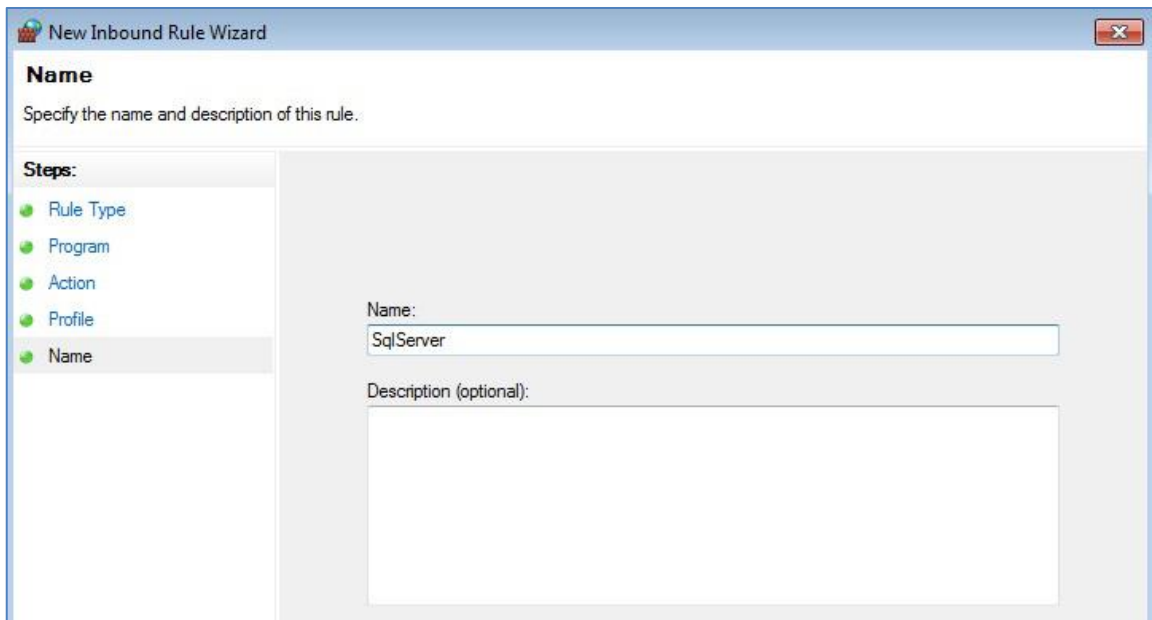 New Inbound Rule Wizard
Name
Specify the name and description of this rule.
Steps:
Rule Type
Program
Action
Profile
Name
Name:
SqlServer
Description (optional):